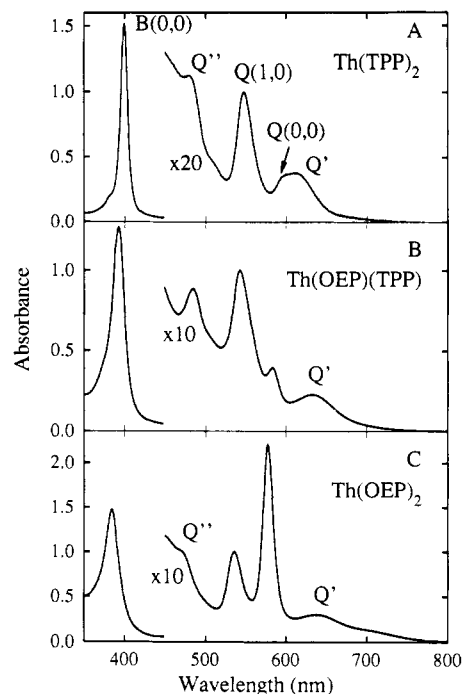 B(0,0)
A
1.5
Q''
Q(1,0)
Th(TPP)2
1.0
Q(0,0)
0.5
x20
Q'
0.0
B
Th(OEP)(TPP)
1.0
x10
0.5
Q'
0.0
Absorbance
C
2.0
Th(OEP)2
1.5
Q''
1.0
x10
0.5
Q'
0.0
400 500 600 700 800
Wavelength (nm)